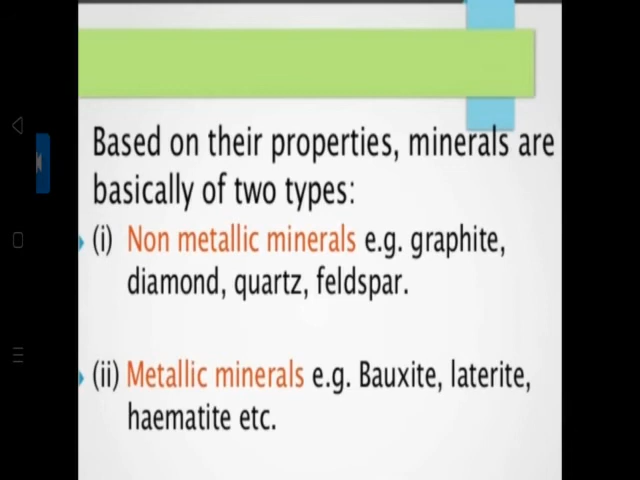 Based on their properties, minerals are
basically of two types:
(i) Non metallic minerals e.g. graphite,
diamond, quartz, feldspar.
(ii) Metallic minerals e.g. Bauxite, laterite,
haematite etc.